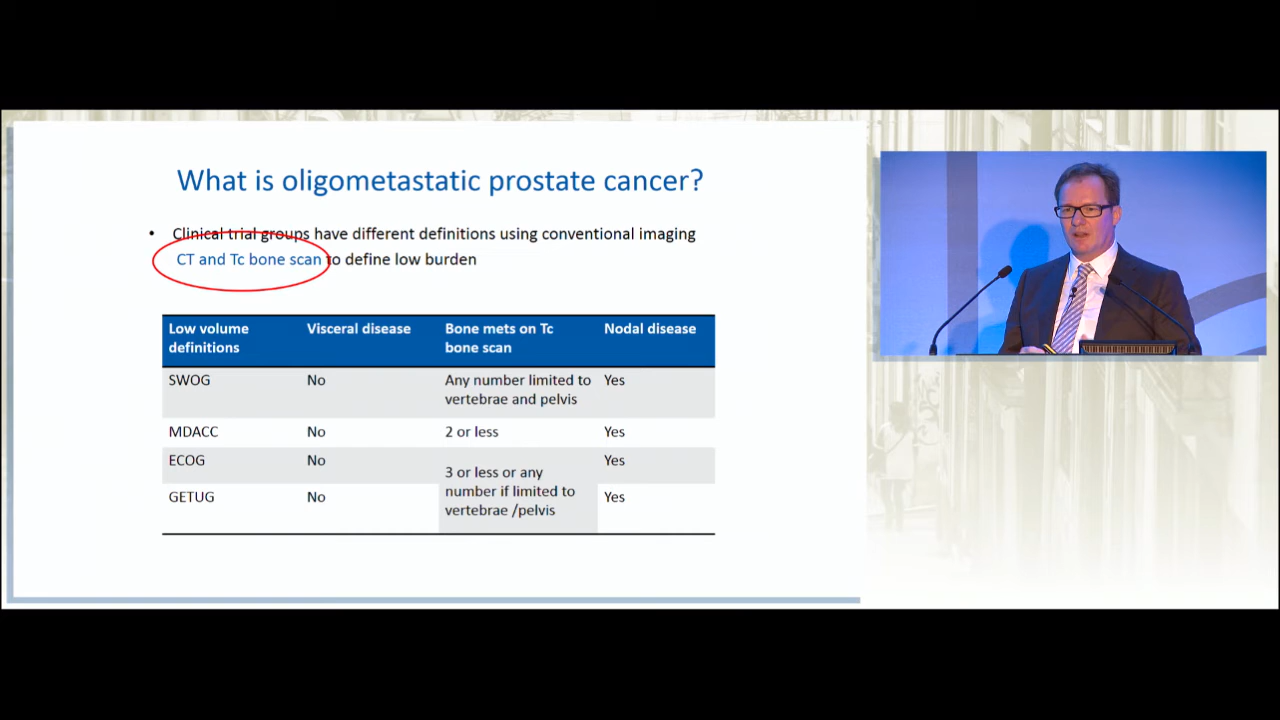 What is oligometastatic prostate cancer?
• Clinical trial groups have different definitions using conventional imaging
CT and Tc bone scan to define low burden
Low volume definitions Visceral disease Bone mets on Tc bone scan Nodal disease
SWOG No Any number limited to vertebrae and pelvis Yes
MDACC No 2 or less Yes
ECOG No 3 or less or any number if limited to vertebrae /pelvis Yes
GETUG No Yes